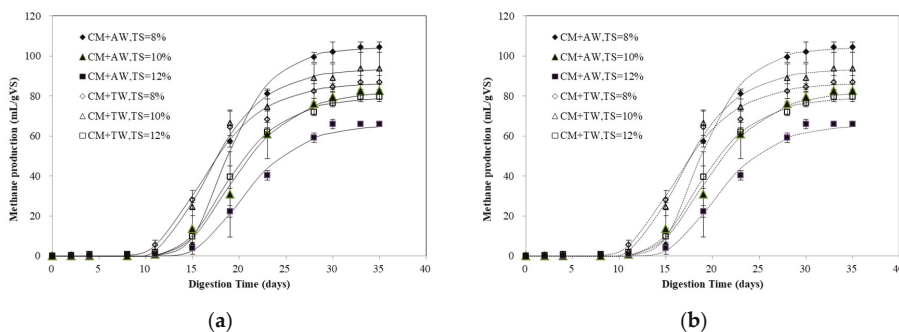 120
100
80
60
40
20
0
Methane production (mL/gVS)
CM+AW,TS=8%
CM+AW,TS=10%
CM+AW,TS=12%
CM+TW,TS=8%
CM+TW,TS=10%
CM+TW,TS=12%
0 5 10 15 20 25 30 35 40
Digestion Time (days)
(a)
120
100
80
60
40
20
0
Methane production (mL/gVS)
CM+AW,TS=8%
CM+AW,TS=10%
CM+AW,TS=12%
CM+TW,TS=8%
CM+TW,TS=10%
CM+TW,TS=12%
0 5 10 15 20 25 30 35 40
Digestion Time (days)
(b)